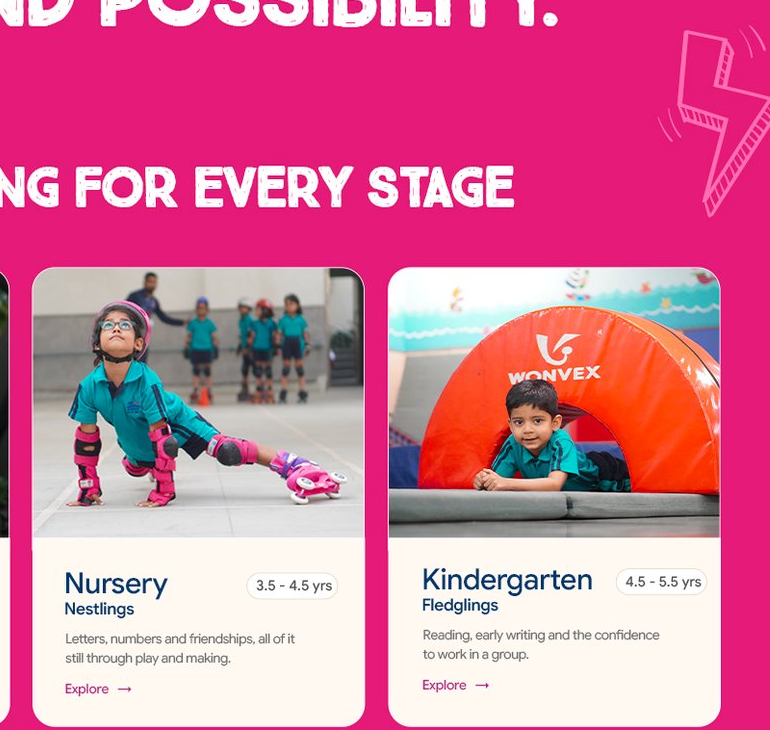 ND POSSIBILITY.
NG FOR EVERY STAGE
WONVEX
Nursery
3.5 - 4.5 yrs
Nestlings
Letters, numbers and friendships, all of it
still through play and making.
Explore →
Kindergarten
4.5 - 5.5 yrs
Fledglings
Reading, early writing and the confidence
to work in a group.
Explore →